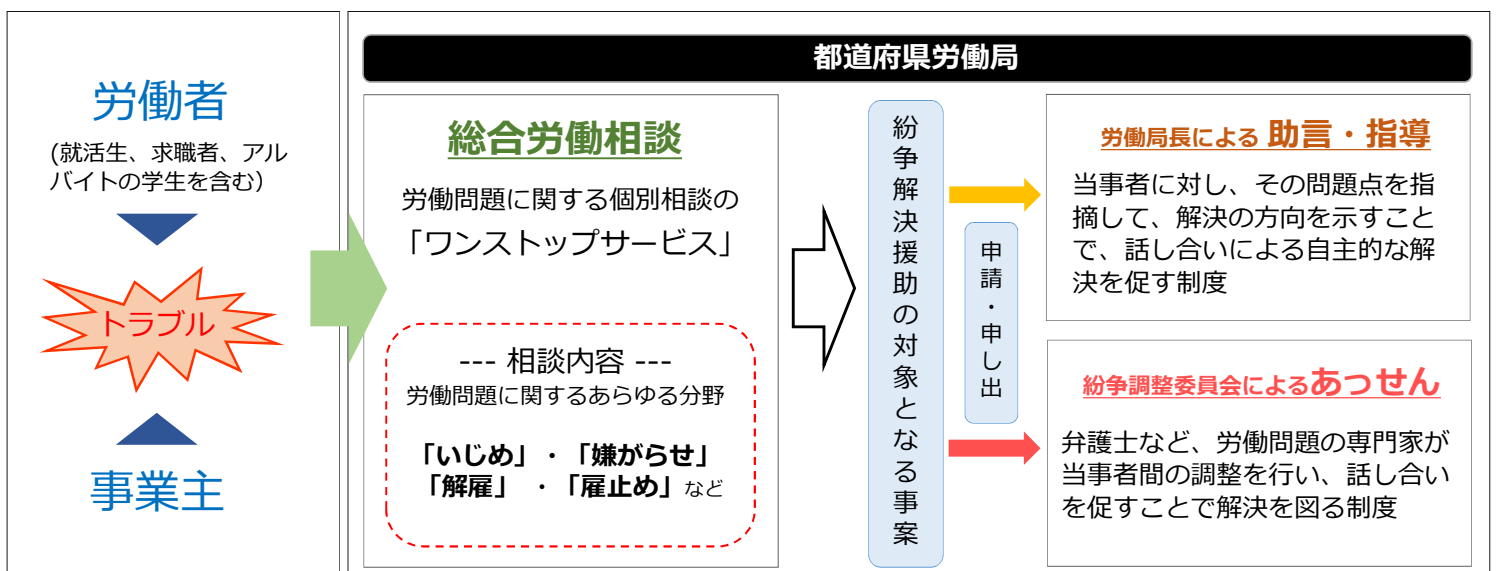 労働者
(就活生、求職者、アル
バイトの学生を含む）
トラブル
事業主
都道府県労働局
総合労働相談
労働問題に関する個別相談の
「ワンストップサービス」
--- 相談内容 ---
労働問題に関するあらゆる分野
「いじめ」・「嫌がらせ」
「解雇」 ・「雇止め」など
紛争解決援助の対象となる事案
申請・申し出
労働局長による 助言・指導
当事者に対し、その問題点を指
摘して、解決の方向を示すこと
で、話し合いによる自主的な解
決を促す制度
紛争調整委員会によるあっせん
弁護士など、労働問題の専門家が
当事者間の調整を行い、話し合い
を促すことで解決を図る制度